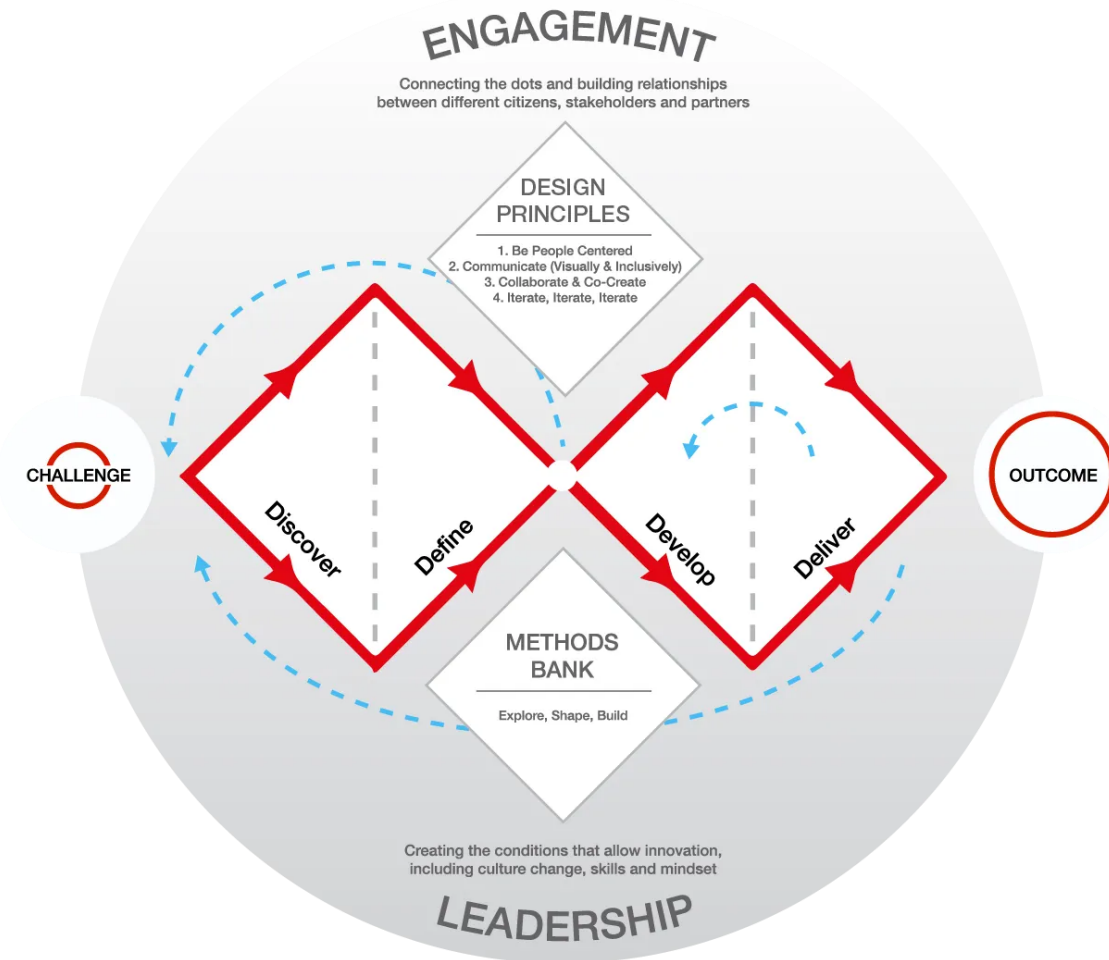 ENGAGEMENT
Connecting the dots and building relationships
between different citizens, stakeholders and partners
DESIGN
PRINCIPLES
1. Be People Centered
2. Communicate (Visually & Inclusively)
3. Collaborate & Co-Create
4. Iterate, Iterate, Iterate
CHALLENGE
OUTCOME
Discover
Define
Develop
Deliver
METHODS
BANK
Explore, Shape, Build
Creating the conditions that allow innovation,
including culture change, skills and mindset
LEADERSHIP